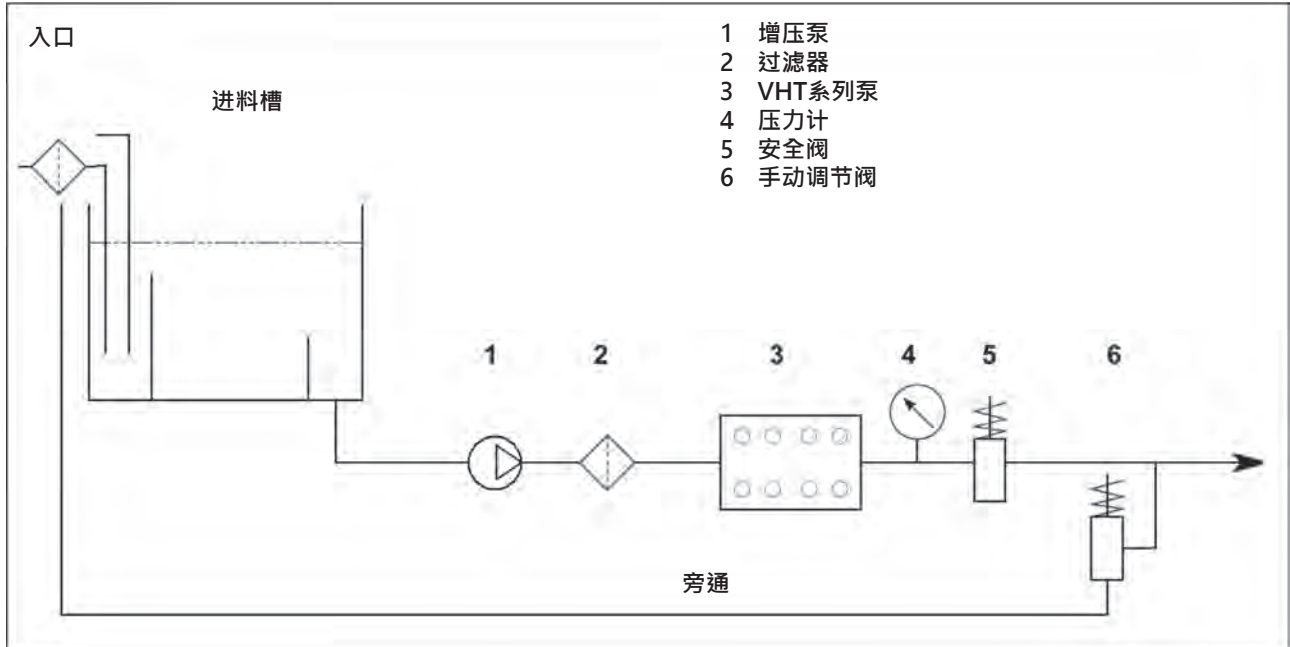 入口
进料槽
1 增压泵
2 过滤器
3 VHT系列泵
4 压力计
5 安全阀
6 手动调节阀
1 2 3 4 5 6
旁通